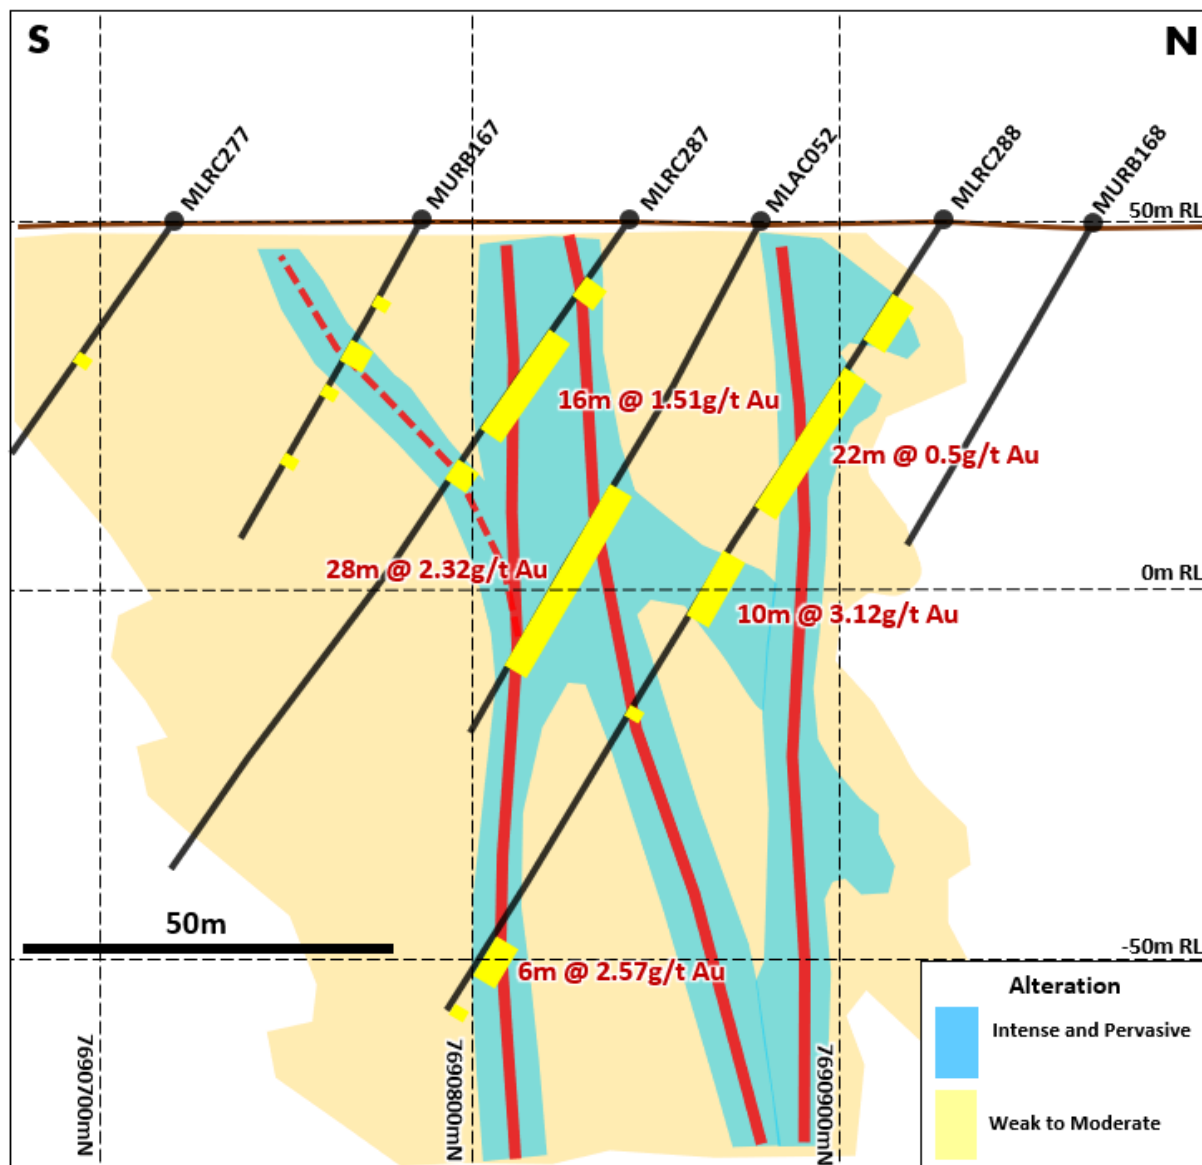 S
N
MLRC277
MURB167
MLRC287
MLAC052
MLRC288
MURB168
50m RL
16m @ 1.51g/t Au
22m @ 0.5g/t Au
28m @ 2.32g/t Au
0m RL
10m @ 3.12g/t Au
50m
-50m RL
6m @ 2.57g/t Au
Alteration
Intense and Pervasive
Weak to Moderate
7690700mN
7690800mN
7690900mN